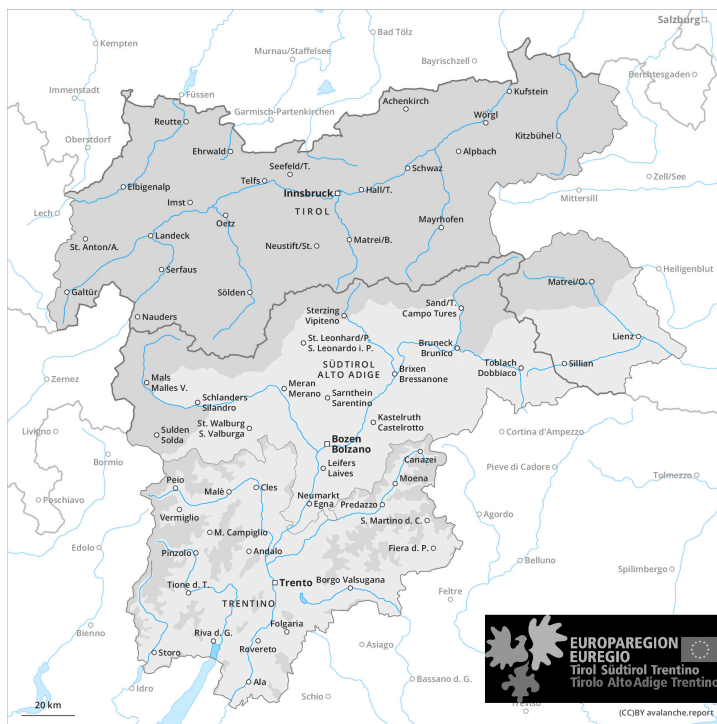 Salzburg
Kempten
Bad Tölz
Murnau/Staffelsee
Bayrischzell
Berchtesgaden
Immenstadt
Füssen
Garmisch-Partenkirchen
Achenkirch
Kufstein
Reutte
Oberstdorf
Wörgl
Kitzbühel
Ehrwald
Alpbach
Seefeld/T.
Schwaz
Zell/See
Telfs
Elbigenalp
Innsbruck
Hall/T.
Mittersill
Imst
TIROL
Lech
Oetz
Mayrhofen
Landeck
St. Anton/A.
Neustift/St.
Matrei/B.
Serfaus
Heiligenblut
Galtür
Sölden
Matrei/O.
Nauders
Sterzing
Vipiteno
Sand/T.
Campo Tures
Lienz
St. Leonhard/P.
S. Leonardo i. P.
Bruneck
Brunico
Toblach
Dobbiaco
Sillian
SÜDTIROL
ALTO ADIGE
Brixen
Bressanone
Zernez
Mals
Malles V.
Meran
Merano
Schlanders
Silandro
Sarnthein
Sarentino
Livigno
Sulden
Solda
St. Walburg
S. Valburga
Kastelruth
Castelrotto
Cortina d'Ampezzo
Bozen
Bolzano
Bormio
Canazei
Pieve di Cadore
Leifers
Laives
Tolmezzo
Peio
Malè
Cles
Moena
Poschiavo
Neumarkt
Egna
Predazzo
Vermiglio
S. Martino d. C.
Agordo
M. Campiglio
Edolo
Pinzolo
Andalo
Fiera d. P.
Belluno
Spilimbergo
Tione d. T.
Trento
Borgo Valsugana
Feltre
TRENTINO
Bienno
Riva d. G.
Folgaria
Rovereto
Asiago
Storo
Idro
Ala
Schio
Bassano d. G.
Treviso
EUROPAREGION
EUREGIO
Tirol Südtirol Trentino
Tirolo Alto Adige Trentino
20 km
(CC)BY avalanche.report